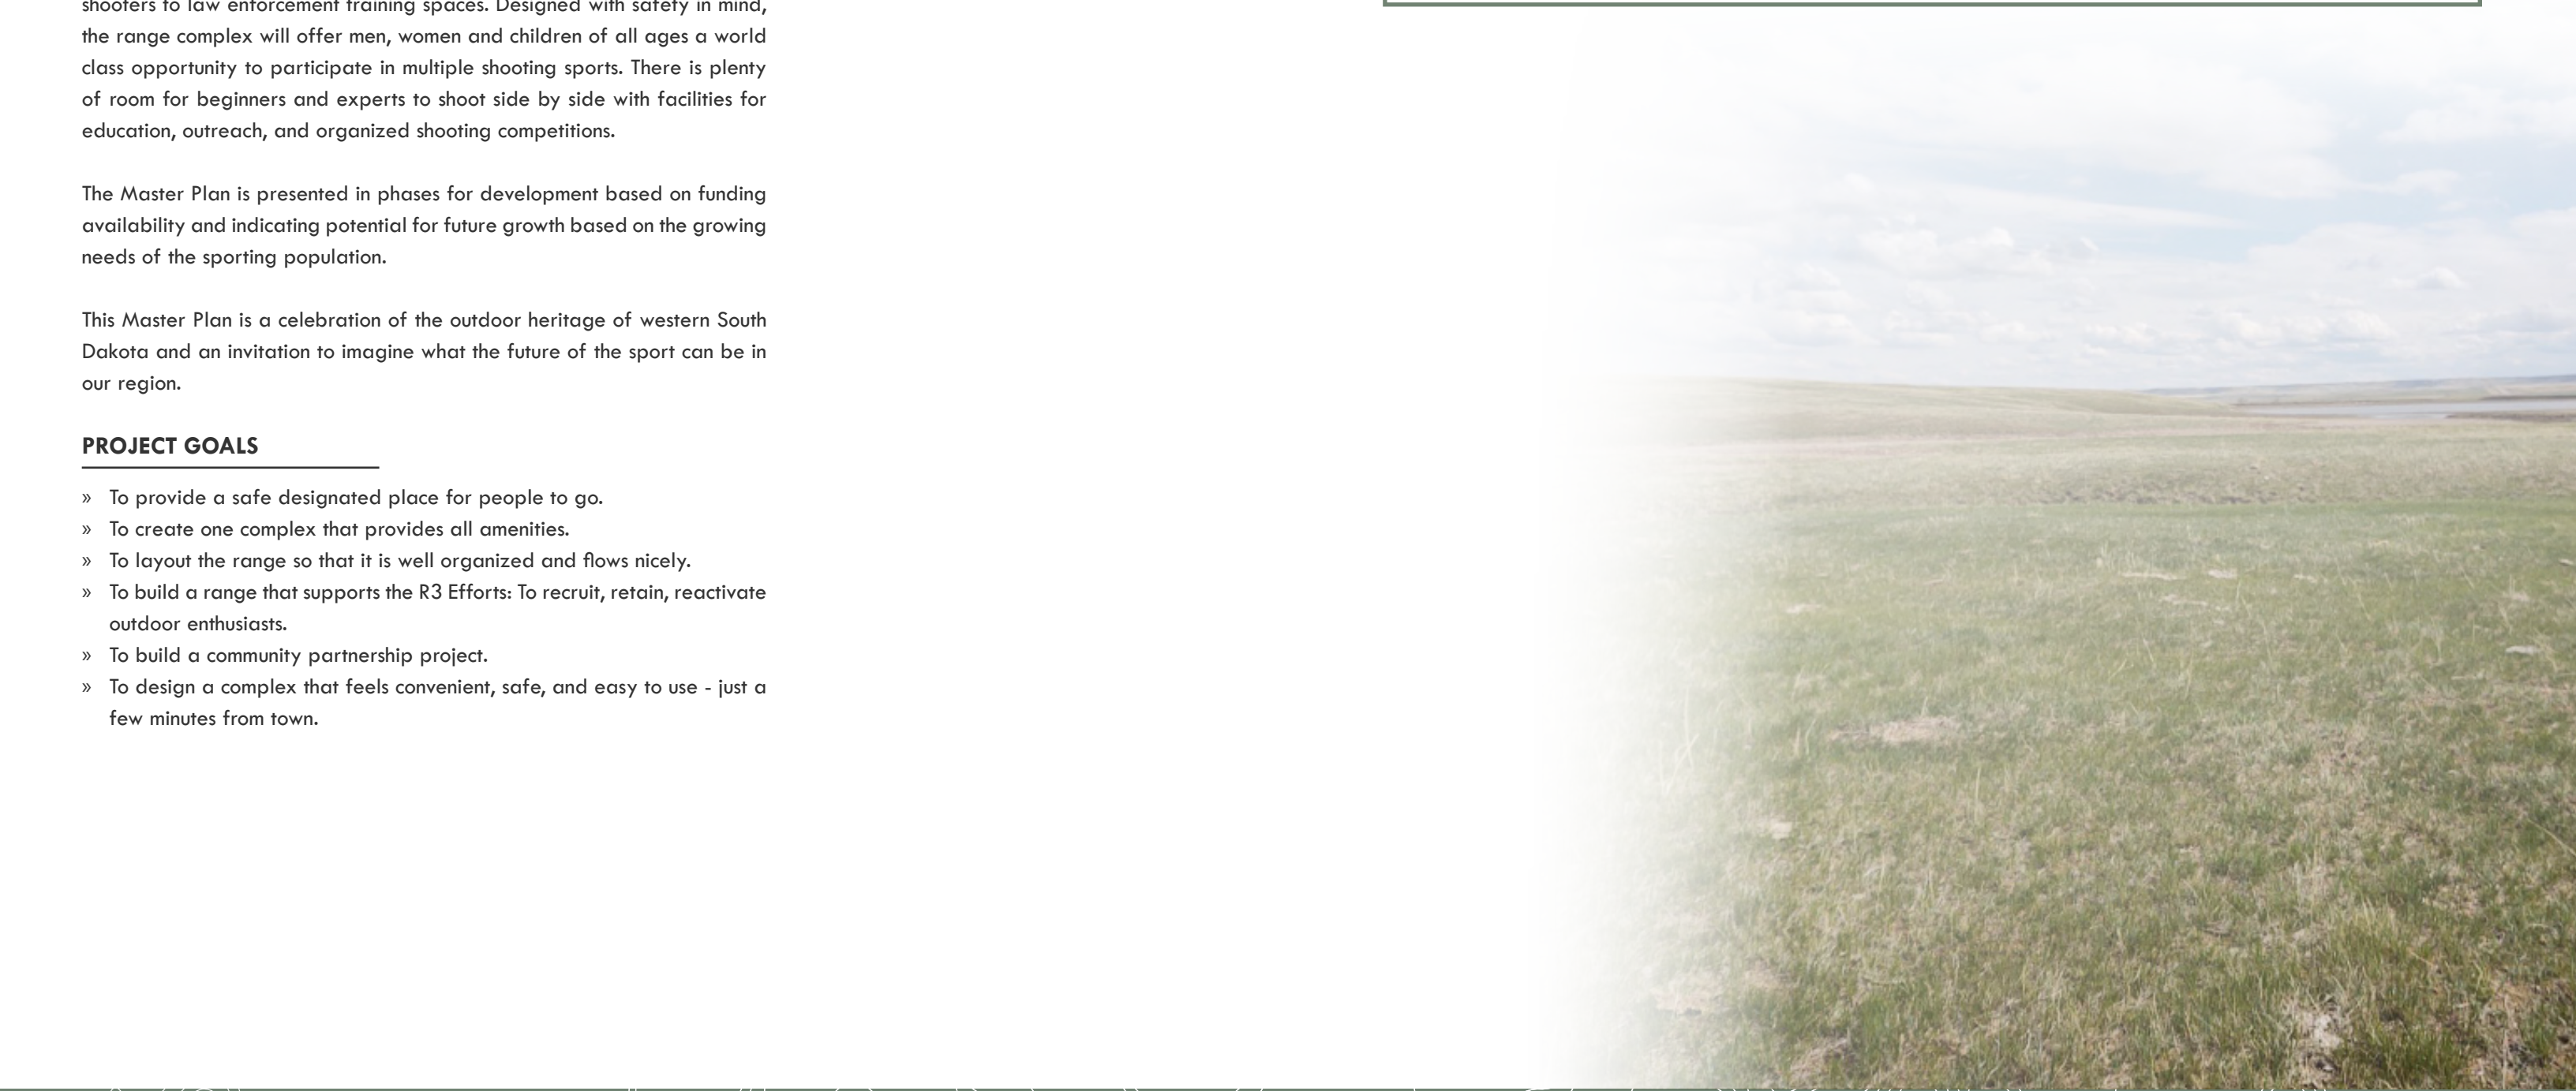 shooters to law enforcement training spaces. Designed with safety in mind,
the range complex will offer men, women and children of all ages a world
class opportunity to participate in multiple shooting sports. There is plenty
of room for beginners and experts to shoot side by side with facilities for
education, outreach, and organized shooting competitions.
The Master Plan is presented in phases for development based on funding
availability and indicating potential for future growth based on the growing
needs of the sporting population.
This Master Plan is a celebration of the outdoor heritage of western South
Dakota and an invitation to imagine what the future of the sport can be in
our region.
PROJECT GOALS
» To provide a safe designated place for people to go.
» To create one complex that provides all amenities.
» To layout the range so that it is well organized and flows nicely.
» To build a range that supports the R3 Efforts: To recruit, retain, reactivate
outdoor enthusiasts.
» To build a community partnership project.
» To design a complex that feels convenient, safe, and easy to use - just a
few minutes from town.